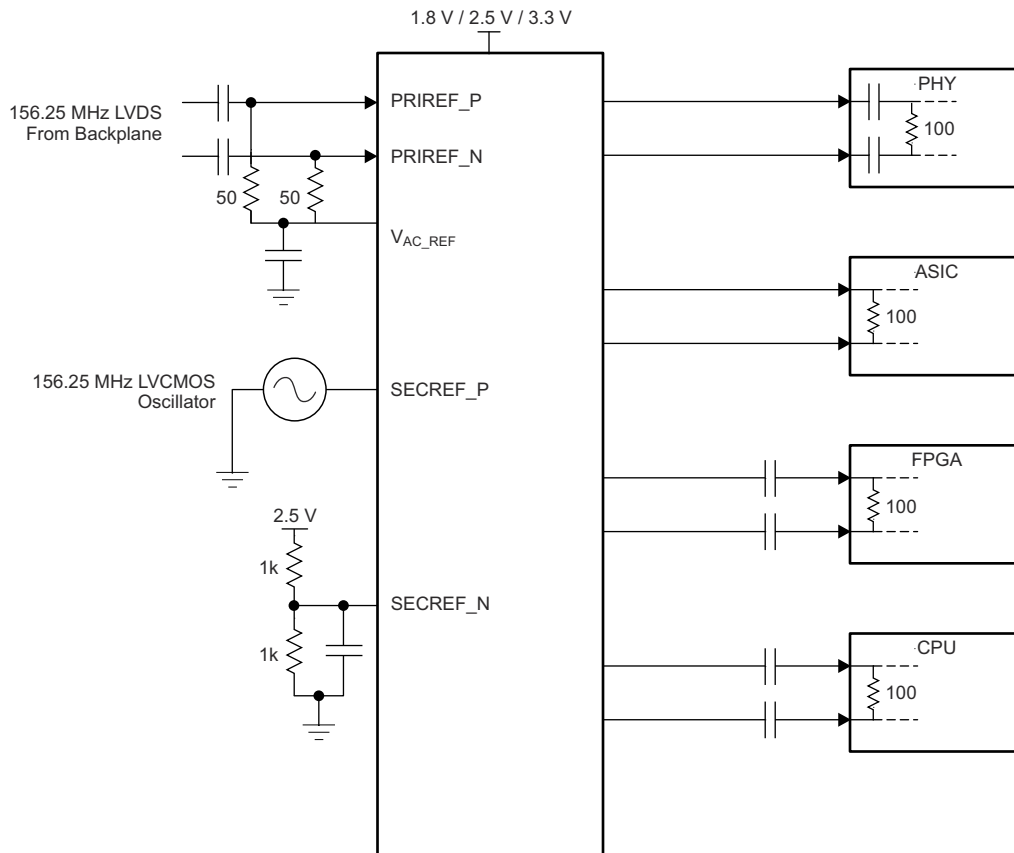 1.8 V / 2.5 V / 3.3 V
156.25 MHz LVDS
From Backplane
PRIREF_P
PRIREF_N
50
50
VAC_REF
156.25 MHz LVCMOS
Oscillator
SECREF_P
2.5 V
1k
SECREF_N
1k
PHY
100
ASIC
100
FPGA
100
CPU
100